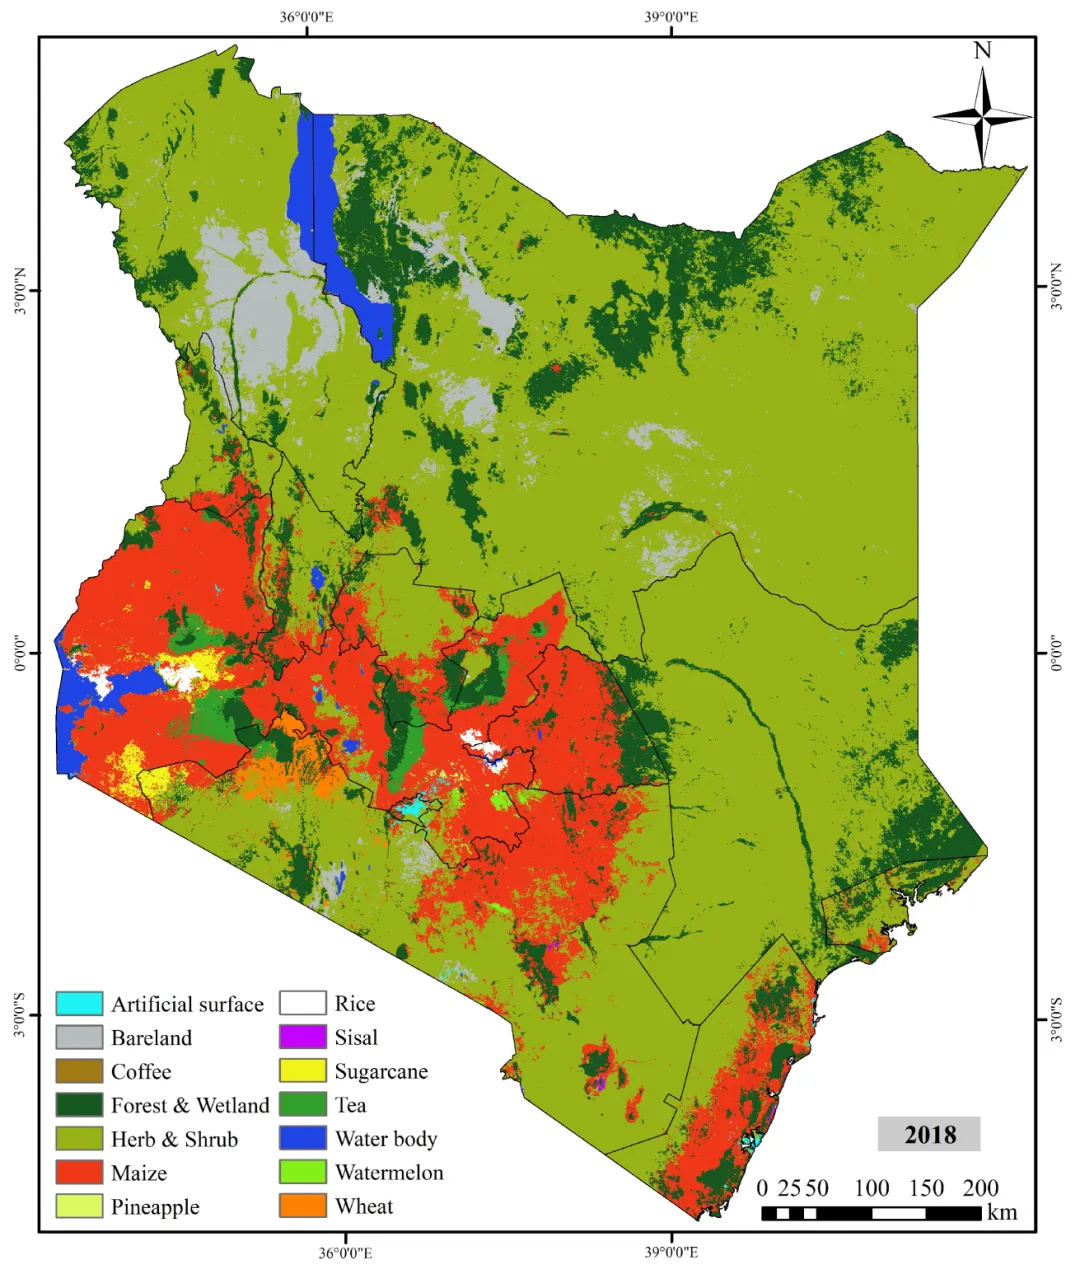 36°0'0"E 39°0'0"E
N
3°0'0"N 3°0'0"N
0°0'0" 0°0'0"
3°0'0"S 3°0'0"S
Artificial surface
Bareland
Coffee
Forest & Wetland
Herb & Shrub
Maize
Pineapple
Rice
Sisal
Sugarcane
Tea
Water body
Watermelon
Wheat
2018
0 25 50 100 150 200
km
36°0'0"E 39°0'0"E